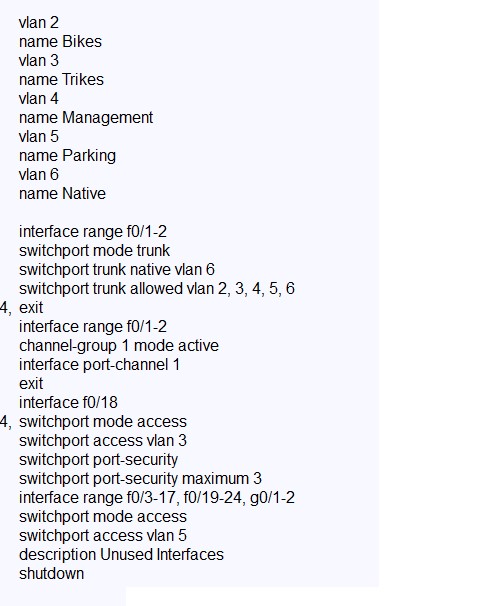 vlan 2
name Bikes
vlan 3
name Trikes
vlan 4
name Management
vlan 5
name Parking
vlan 6
name Native
interface range f0/1-2
switchport mode trunk
switchport trunk native vlan 6
switchport trunk allowed vlan 2, 3, 4, 5, 6
4, exit
interface range f0/1-2
channel-group 1 mode active
interface port-channel 1
exit
interface f0/18
4, switchport mode access
switchport access vlan 3
switchport port-security
switchport port-security maximum 3
interface range f0/3-17, f0/19-24, g0/1-2
switchport mode access
switchport access vlan 5
description Unused Interfaces
shutdown